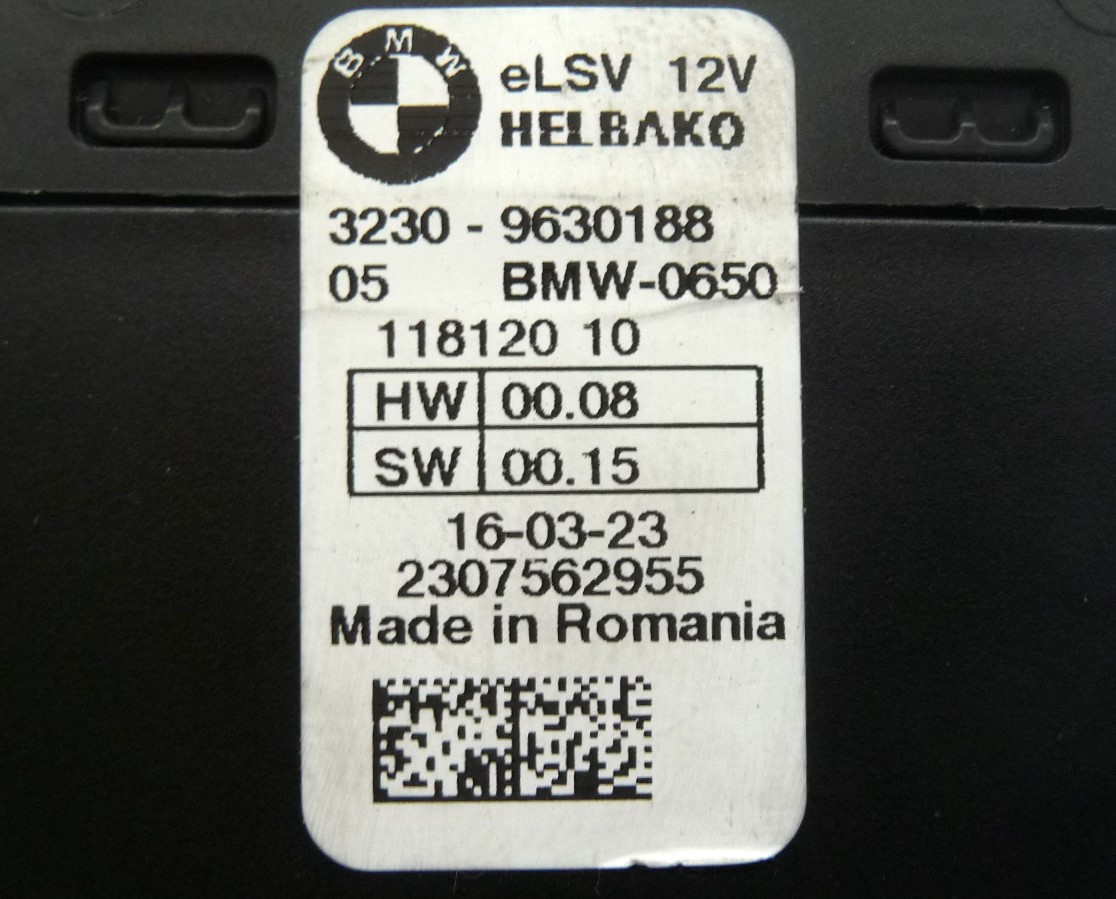 BMW
eLSV 12V
HELBAKO
3230 - 9630188
05 BMW-0650
118120 10
HW 00.08
SW 00.15
16-03-23
2307562955
Made in Romania